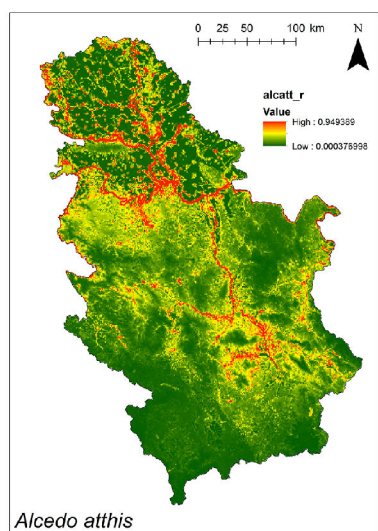 0 25 50 100 km
N
alcatt_r
Value
High : 0.949389
Low : 0.000376998
Alcedo atthis